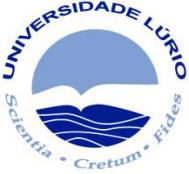 UNIVERSIDADE LÚRIO
Scientia • Cretum • Fides